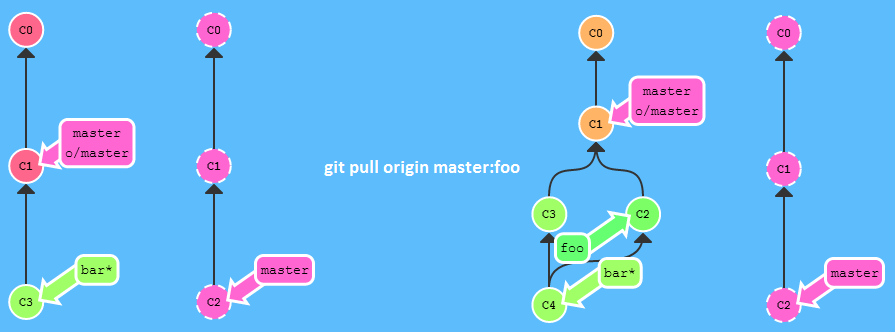 C0
C0
master
o/master
C1
C1
bar*
master
C3
C2
git pull origin master:foo
C0
C0
master
o/master
C1
C1
C3
C2
foo
bar*
master
C4
C2